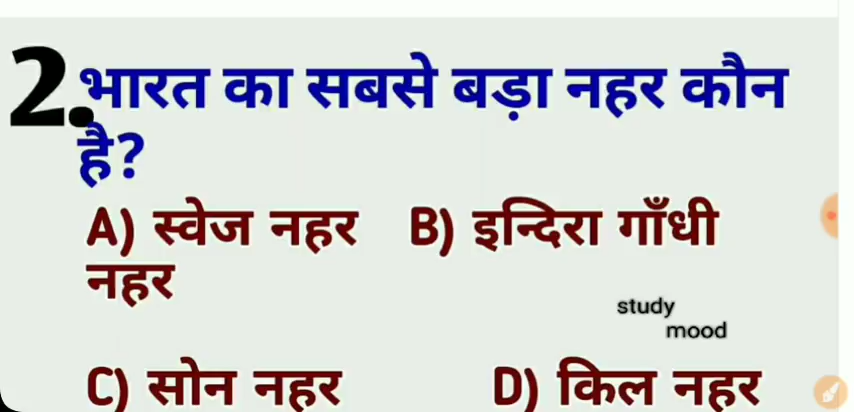 2. भारत का सबसे बड़ा नहर कौन
है?
A) स्वेज नहर B) इन्दिरा गाँधी
नहर
study
mood
C) सोन नहर D) किल नहर